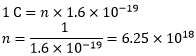 1 C = n × 1.6 × 10⁻¹⁹
n = 1 / 1.6 × 10⁻¹⁹ = 6.25 × 10¹⁸